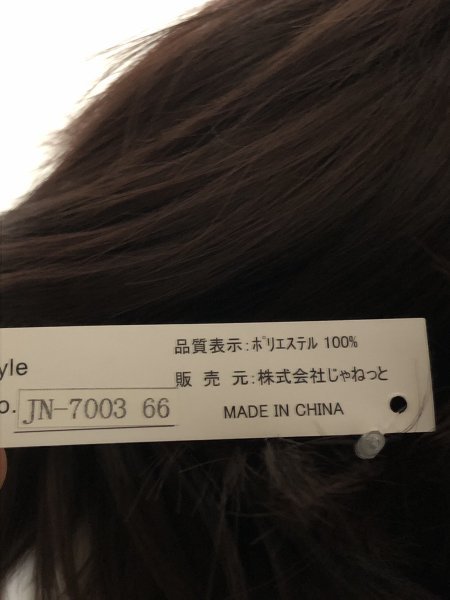 品質表示:ポリエステル 100%
yle
販 売 元:株式会社じゃねっと
o. JN-7003 66
MADE IN CHINA